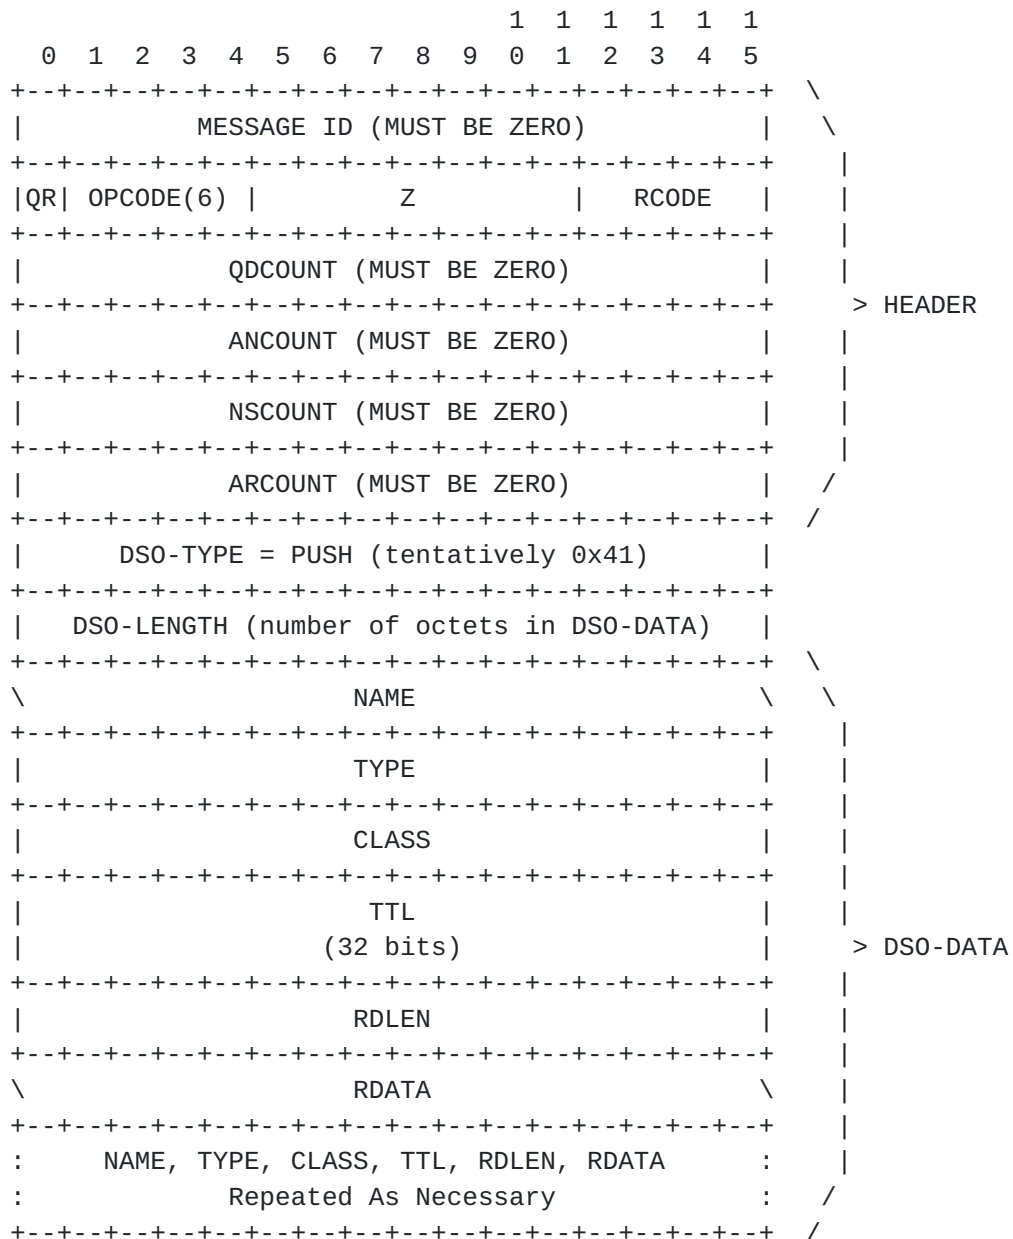 1  1  1  1  1  1
  0  1  2  3  4  5  6  7  8  9  0  1  2  3  4  5
+--+--+--+--+--+--+--+--+--+--+--+--+--+--+--+--+  \
|           MESSAGE ID (MUST BE ZERO)           |   \
+--+--+--+--+--+--+--+--+--+--+--+--+--+--+--+--+    |
|QR| OPCODE(6) |         Z          |   RCODE   |    |
+--+--+--+--+--+--+--+--+--+--+--+--+--+--+--+--+    |
|             QDCOUNT (MUST BE ZERO)            |    |
+--+--+--+--+--+--+--+--+--+--+--+--+--+--+--+--+     > HEADER
|             ANCOUNT (MUST BE ZERO)            |    |
+--+--+--+--+--+--+--+--+--+--+--+--+--+--+--+--+    |
|             NSCOUNT (MUST BE ZERO)            |    |
+--+--+--+--+--+--+--+--+--+--+--+--+--+--+--+--+    |
|             ARCOUNT (MUST BE ZERO)            |   /
+--+--+--+--+--+--+--+--+--+--+--+--+--+--+--+--+  /
|      DSO-TYPE = PUSH (tentatively 0x41)       |
+--+--+--+--+--+--+--+--+--+--+--+--+--+--+--+--+
|   DSO-LENGTH (number of octets in DSO-DATA)   |
+--+--+--+--+--+--+--+--+--+--+--+--+--+--+--+--+  \
\                     NAME                      \   \
+--+--+--+--+--+--+--+--+--+--+--+--+--+--+--+--+    |
|                     TYPE                      |    |
+--+--+--+--+--+--+--+--+--+--+--+--+--+--+--+--+    |
|                     CLASS                     |    |
+--+--+--+--+--+--+--+--+--+--+--+--+--+--+--+--+    |
|                      TTL                      |    |
|                   (32 bits)                   |     > DSO-DATA
+--+--+--+--+--+--+--+--+--+--+--+--+--+--+--+--+    |
|                     RDLEN                     |    |
+--+--+--+--+--+--+--+--+--+--+--+--+--+--+--+--+    |
\                     RDATA                     \    |
+--+--+--+--+--+--+--+--+--+--+--+--+--+--+--+--+    |
:     NAME, TYPE, CLASS, TTL, RDLEN, RDATA      :    |
:             Repeated As Necessary             :   /
+--+--+--+--+--+--+--+--+--+--+--+--+--+--+--+--+  /